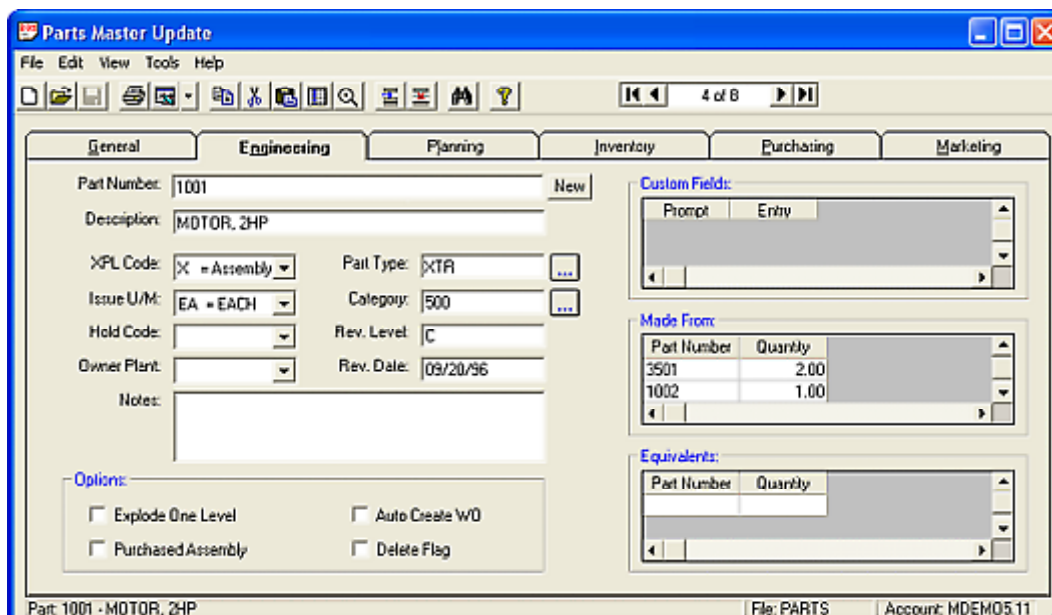 Parts Master Update
File Edit View Tools Help
4 of 8
General Engineering Planning Inventory Purchasing Marketing
Part Number: 1001 New
Description: MOTOR, 2HP
XPL Code: X = Assembly Part Type: XTR ...
Issue U/M: EA = EACH Category: 500 ...
Hold Code: Rev. Level: C
Owner Plant: Rev. Date: 09/20/96
Notes:
Options:
Explode One Level Auto Create WO
Purchased Assembly Delete Flag
Custom Fields:
Prompt Entry
Made From:
Part Number Quantity
3501 2.00
1002 1.00
Equivalents:
Part Number Quantity
Part: 1001 - MOTOR, 2HP File: PARTS Account: MDEMO5.11